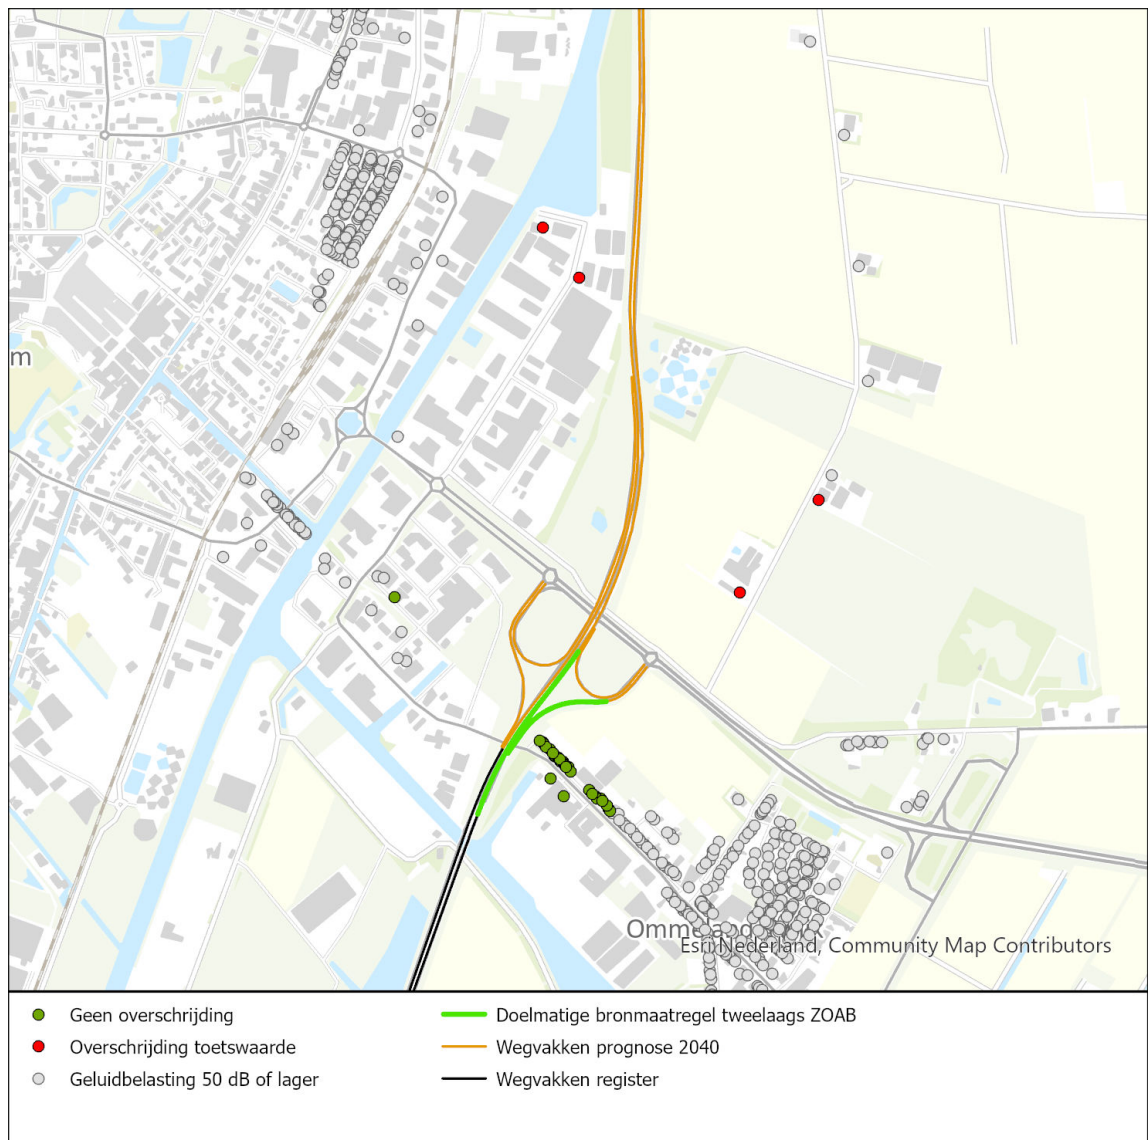 m
Ommeland
Esri Nederland, Community Map Contributors
Geen overschrijding
Overschrijding toetswaarde
Geluidbelasting 50 dB of lager
Doelmatige bronmaatregel tweelaags ZOAB
Wegvakken prognose 2040
Wegvakken register